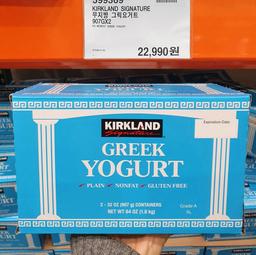 399369
KIRKLAND SIGNATURE
무지방 그릭요거트
907GX2
22,990원
KIRKLAND
Signature
Expiration Date:
GREEK
YOGURT
• PLAIN • NONFAT • GLUTEN FREE
2 - 32 OZ (907 g) CONTAINERS
NET WT 64 OZ (1.8 kg)
Grade A